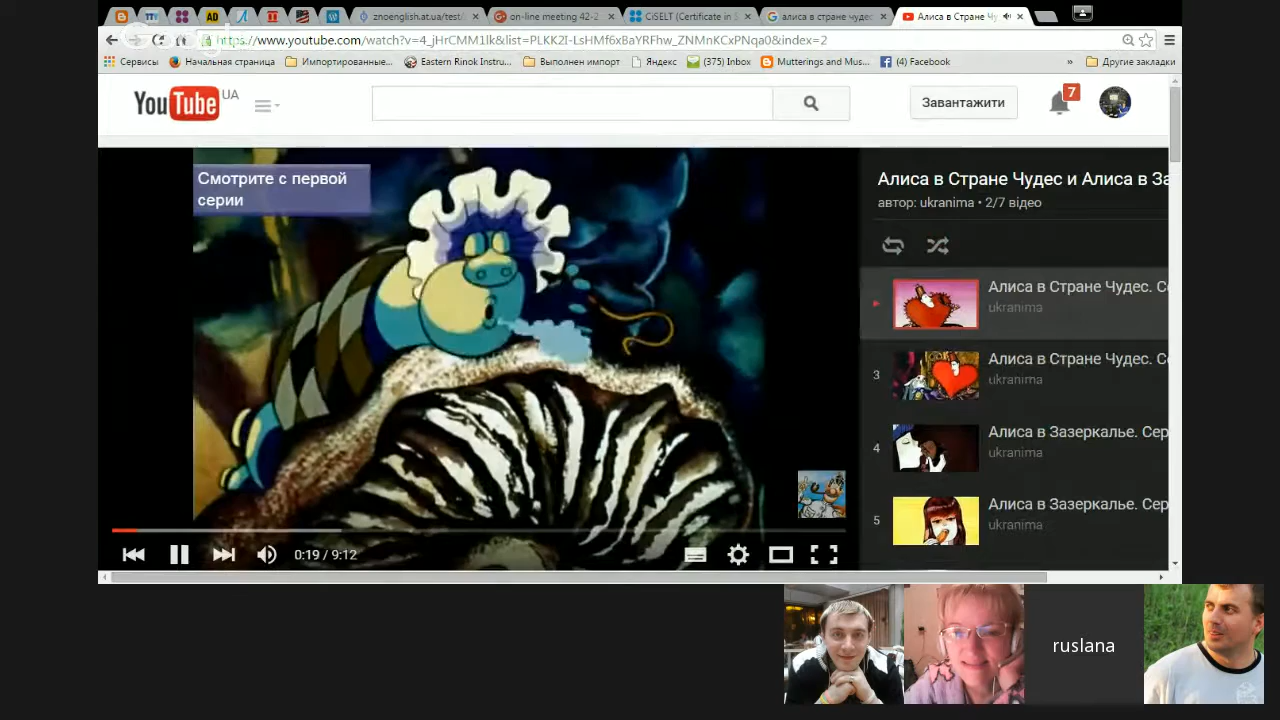 AD
znoenglish.at.ua/test/
on-line meeting 42-2
CiSELT (Certificate in S
алиса в стране чудес
Алиса в Стране Чу
https://www.youtube.com/watch?v=4_jHrCMM1lk&list=PLKK2I-LsHMf6xBaYRFhw_ZNMnKCxPNqa0&index=2
Сервисы
Начальная страница
Импортированные...
Eastern Rinok Instru...
Выполнен импорт
Яндекс
(375) Inbox
Mutterings and Mus...
(4) Facebook
»
Другие закладки
YouTube UA
Завантажити
7
Смотрите с первой
серии
Алиса в Стране Чудес и Алиса в За
автор: ukranima • 2/7 відео
Алиса в Стране Чудес. Се
ukranima
3
Алиса в Стране Чудес. Се
ukranima
4
Алиса в Зазеркалье. Сер
ukranima
5
Алиса в Зазеркалье. Сер
ukranima
0:19 / 9:12
ruslana